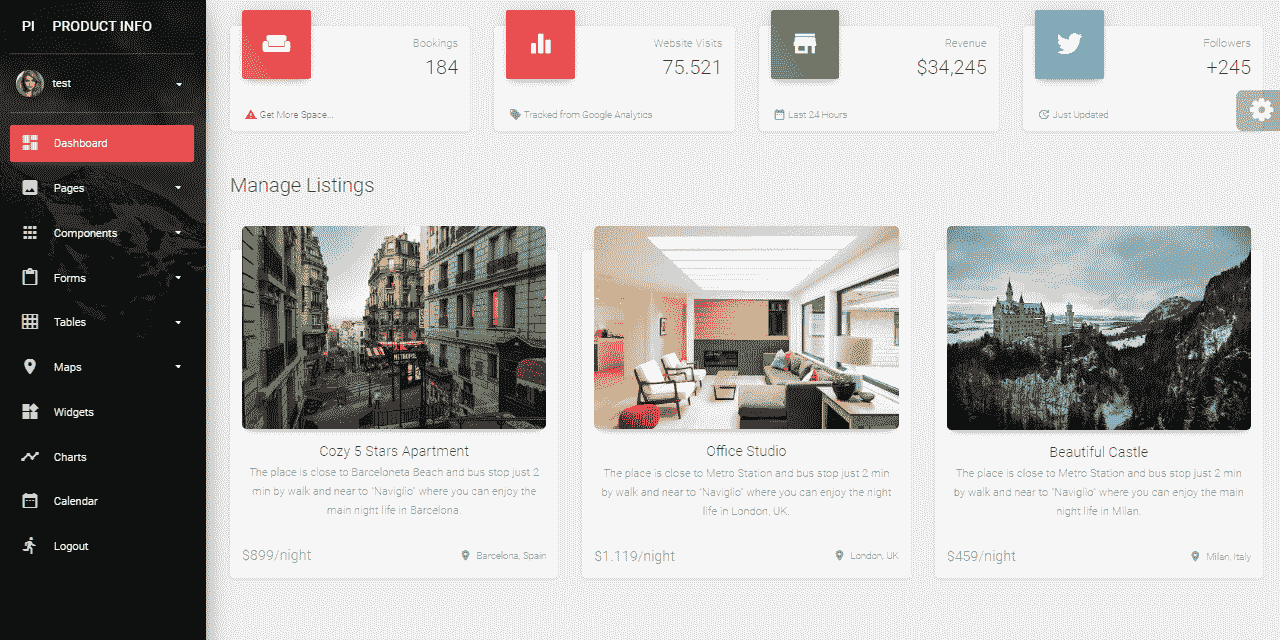 PI PRODUCT INFO
test
Dashboard
Pages
Components
Forms
Tables
Maps
Widgets
Charts
Calendar
Logout
Bookings
184
Get More Space...
Website Visits
75.521
Tracked from Google Analytics
Revenue
$34,245
Last 24 Hours
Followers
+245
Just Updated
Manage Listings
METROPOL
Cozy 5 Stars Apartment
The place is close to Barceloneta Beach and bus stop just 2
min by walk and near to "Naviglio" where you can enjoy the
main night life in Barcelona.
$899/night
Barcelona, Spain
Office Studio
The place is close to Metro Station and bus stop just 2 min
by walk and near to "Naviglio" where you can enjoy the night
life in London, UK.
$1.119/night
London, UK
Beautiful Castle
The place is close to Metro Station and bus stop just 2 min
by walk and near to "Naviglio" where you can enjoy the main
night life in Milan.
$459/night
Milan, Italy